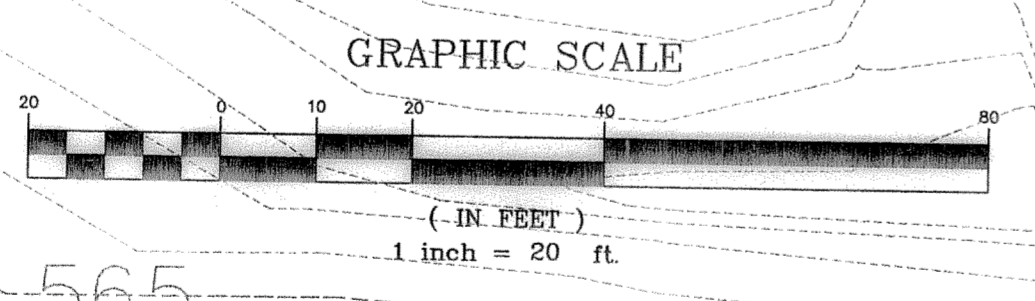 GRAPHIC SCALE
20 0 10 20 40 80
( IN FEET )
1 inch = 20 ft.
565